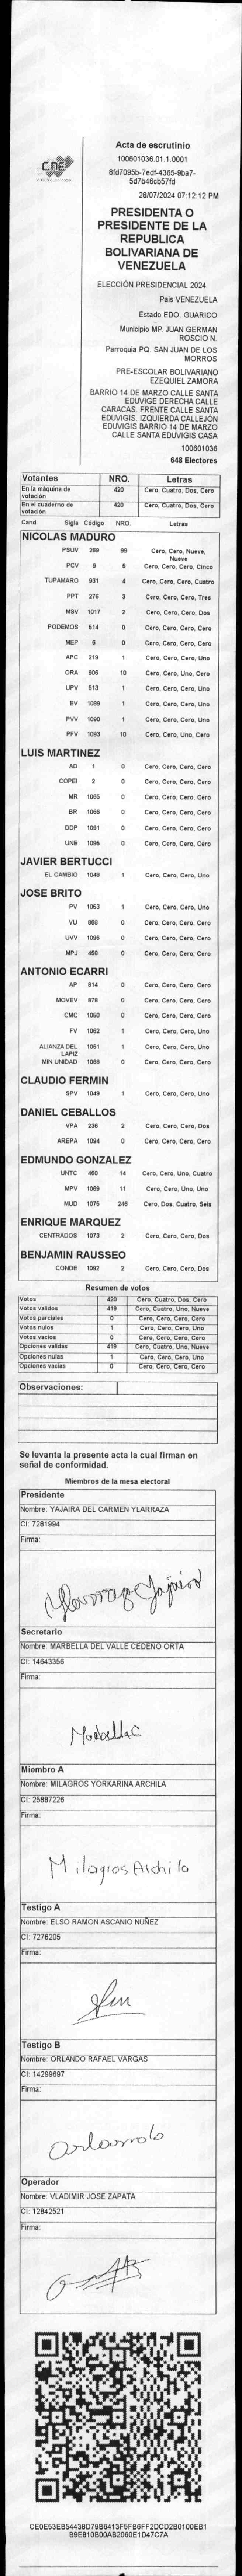 CNE
Acta de escrutinio
100601036.01.1.0001
8fd7095b-7edf-4365-9ba7-
5d7b46cb57fd
28/07/2024 07:12:12 PM
PRESIDENTA O
PRESIDENTE DE LA
REPUBLICA
BOLIVARIANA DE
VENEZUELA
ELECCIÓN PRESIDENCIAL 2024
Pais VENEZUELA
Estado EDO. GUARICO
Municipio MP. JUAN GERMAN
ROSCIO N.
Parroquia PQ. SAN JUAN DE LOS
MORROS
PRE-ESCOLAR BOLIVARIANO
EZEQUIEL ZAMORA
BARRIO 14 DE MARZO CALLE SANTA
EDUVIGE DERECHA CALLE
CARACAS. FRENTE CALLE SANTA
EDUVIGIS. IZQUIERDA CALLEJÓN
EDUVIGIS BARRIO 14 DE MARZO
CALLE SANTA EDUVIGIS CASA
100601036
648 Electores
Votantes NRO. Letras
En la máquina de votación 420 Cero, Cuatro, Dos, Cero
En el cuaderno de votación 420 Cero, Cuatro, Dos, Cero
Cand. Sigla Código NRO. Letras
NICOLAS MADURO
PSUV 269 99 Cero, Cero, Nueve, Nueve
PCV 9 5 Cero, Cero, Cero, Cinco
TUPAMARO 931 4 Cero, Cero, Cero, Cuatro
PPT 276 3 Cero, Cero, Cero, Tres
MSV 1017 2 Cero, Cero, Cero, Dos
PODEMOS 514 0 Cero, Cero, Cero, Cero
MEP 6 0 Cero, Cero, Cero, Cero
APC 219 1 Cero, Cero, Cero, Uno
ORA 906 10 Cero, Cero, Uno, Cero
UPV 513 1 Cero, Cero, Cero, Uno
EV 1089 1 Cero, Cero, Cero, Uno
PVV 1090 1 Cero, Cero, Cero, Uno
PFV 1093 10 Cero, Cero, Uno, Cero
LUIS MARTINEZ
AD 1 0 Cero, Cero, Cero, Cero
COPEI 2 0 Cero, Cero, Cero, Cero
MR 1065 0 Cero, Cero, Cero, Cero
BR 1066 0 Cero, Cero, Cero, Cero
DDP 1091 0 Cero, Cero, Cero, Cero
UNE 1095 0 Cero, Cero, Cero, Cero
JAVIER BERTUCCI
EL CAMBIO 1048 1 Cero, Cero, Cero, Uno
JOSE BRITO
PV 1053 1 Cero, Cero, Cero, Uno
VU 969 0 Cero, Cero, Cero, Cero
UVV 1096 0 Cero, Cero, Cero, Cero
MPJ 458 0 Cero, Cero, Cero, Cero
ANTONIO ECARRI
AP 814 0 Cero, Cero, Cero, Cero
MOVEV 878 0 Cero, Cero, Cero, Cero
CMC 1050 0 Cero, Cero, Cero, Cero
FV 1062 1 Cero, Cero, Cero, Uno
ALIANZA DEL LAPIZ 1051 1 Cero, Cero, Cero, Uno
MIN UNIDAD 1068 0 Cero, Cero, Cero, Cero
CLAUDIO FERMIN
SPV 1049 1 Cero, Cero, Cero, Uno
DANIEL CEBALLOS
VPA 236 2 Cero, Cero, Cero, Dos
AREPA 1094 0 Cero, Cero, Cero, Cero
EDMUNDO GONZALEZ
UNTC 460 14 Cero, Cero, Uno, Cuatro
MPV 1069 11 Cero, Cero, Uno, Uno
MUD 1075 246 Cero, Dos, Cuatro, Seis
ENRIQUE MARQUEZ
CENTRADOS 1073 2 Cero, Cero, Cero, Dos
BENJAMIN RAUSSEO
CONDE 1092 2 Cero, Cero, Cero, Dos
Resumen de votos
Votos 420 Cero, Cuatro, Dos, Cero
Votos validos 419 Cero, Cuatro, Uno, Nueve
Votos parciales 0 Cero, Cero, Cero, Cero
Votos nulos 1 Cero, Cero, Cero, Uno
Votos vacios 0 Cero, Cero, Cero, Cero
Opciones validas 419 Cero, Cuatro, Uno, Nueve
Opciones nulas 1 Cero, Cero, Cero, Uno
Opciones vacias 0 Cero, Cero, Cero, Cero
Observaciones:
Se levanta la presente acta la cual firman en
señal de conformidad.
Miembros de la mesa electoral
Presidente
Nombre: YAJAIRA DEL CARMEN YLARRAZA
CI: 7281994
Firma:
Ylarraza Yajaira
Secretario
Nombre: MARBELLA DEL VALLE CEDEÑO ORTA
CI: 14643356
Firma:
Marbella C
Miembro A
Nombre: MILAGROS YORKARINA ARCHILA
CI: 25887226
Firma:
Milagros Archila
Testigo A
Nombre: ELSO RAMON ASCANIO NUÑEZ
CI: 7276205
Firma:
Testigo B
Nombre: ORLANDO RAFAEL VARGAS
CI: 14299697
Firma:
Orlando
Operador
Nombre: VLADIMIR JOSE ZAPATA
CI: 12842521
Firma:
CE0E53EB54438D79B6413F5FB6FF2DCD2B0100EB1
B9EB10B00AB2060E1D47C7A